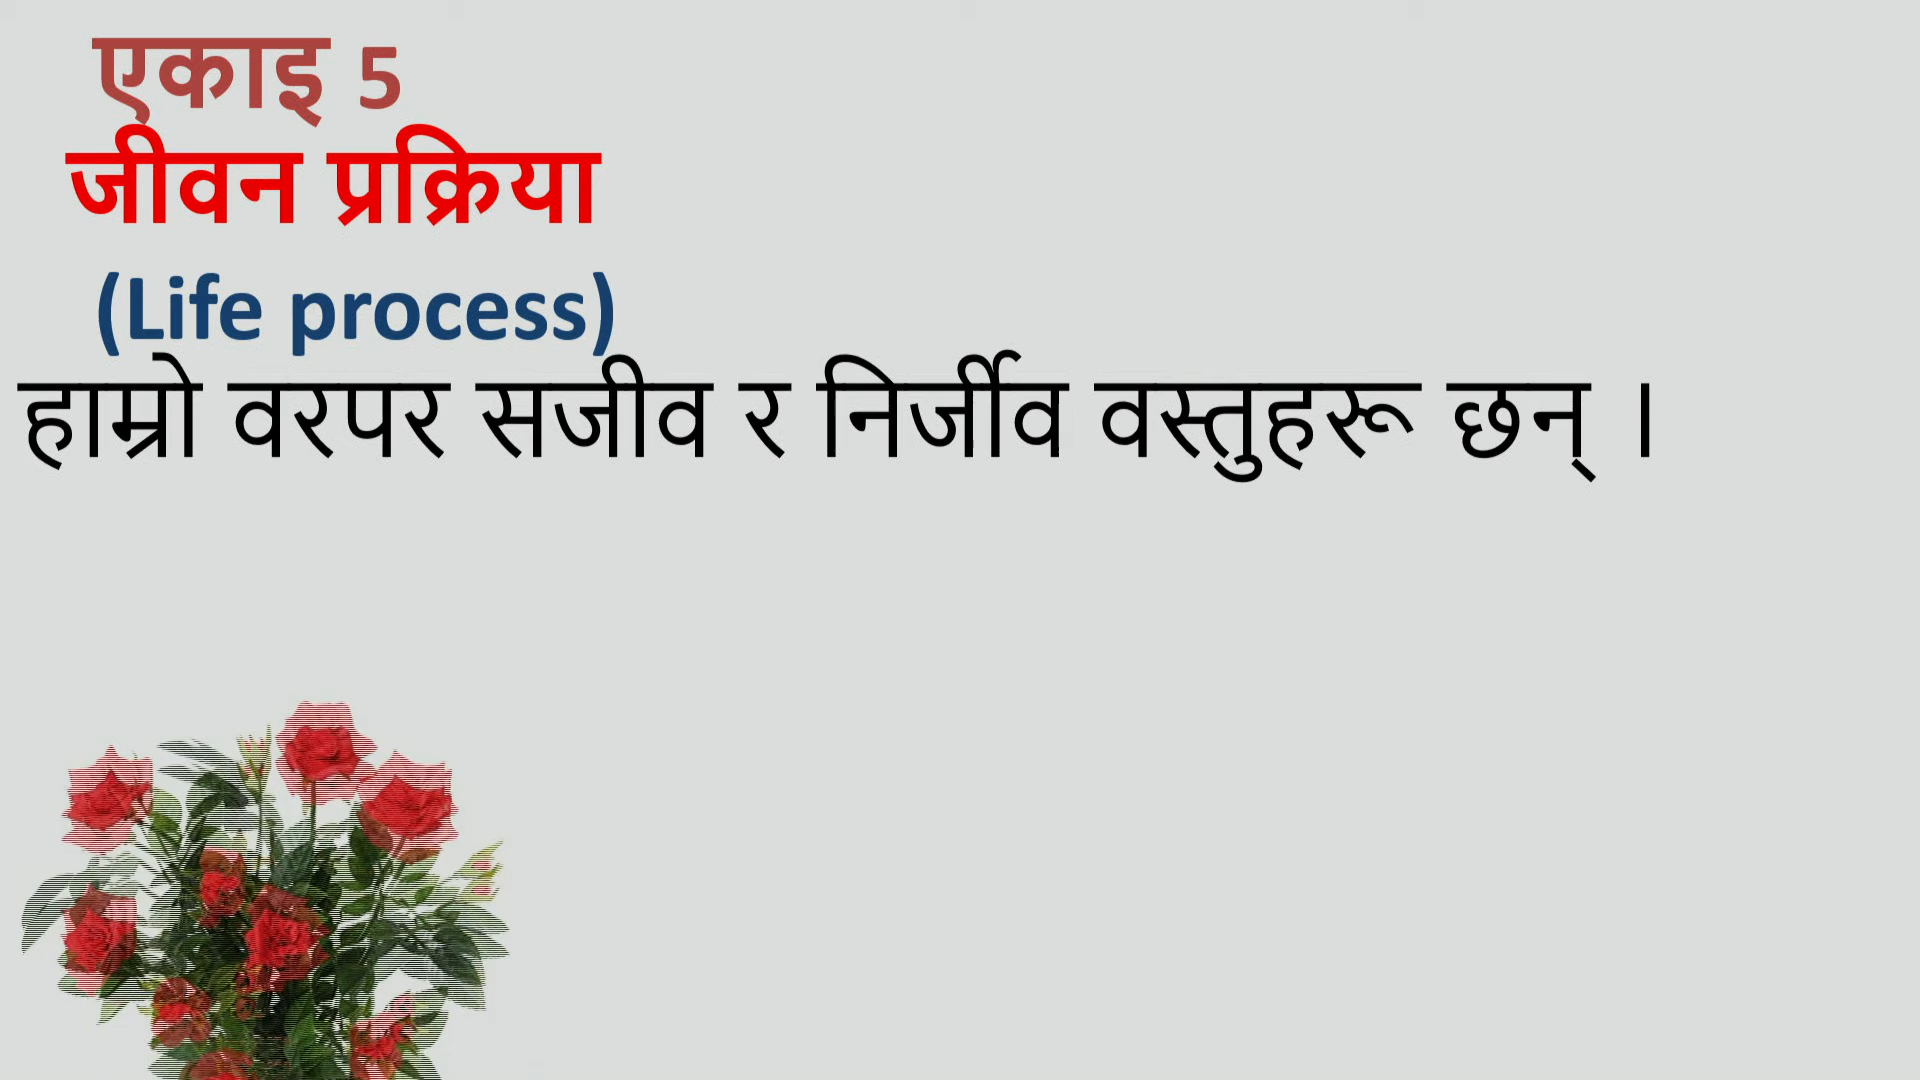 एकाइ 5
जीवन प्रक्रिया
(Life process)
हाम्रो वरपर सजीव र निर्जीव वस्तुहरू छन् ।